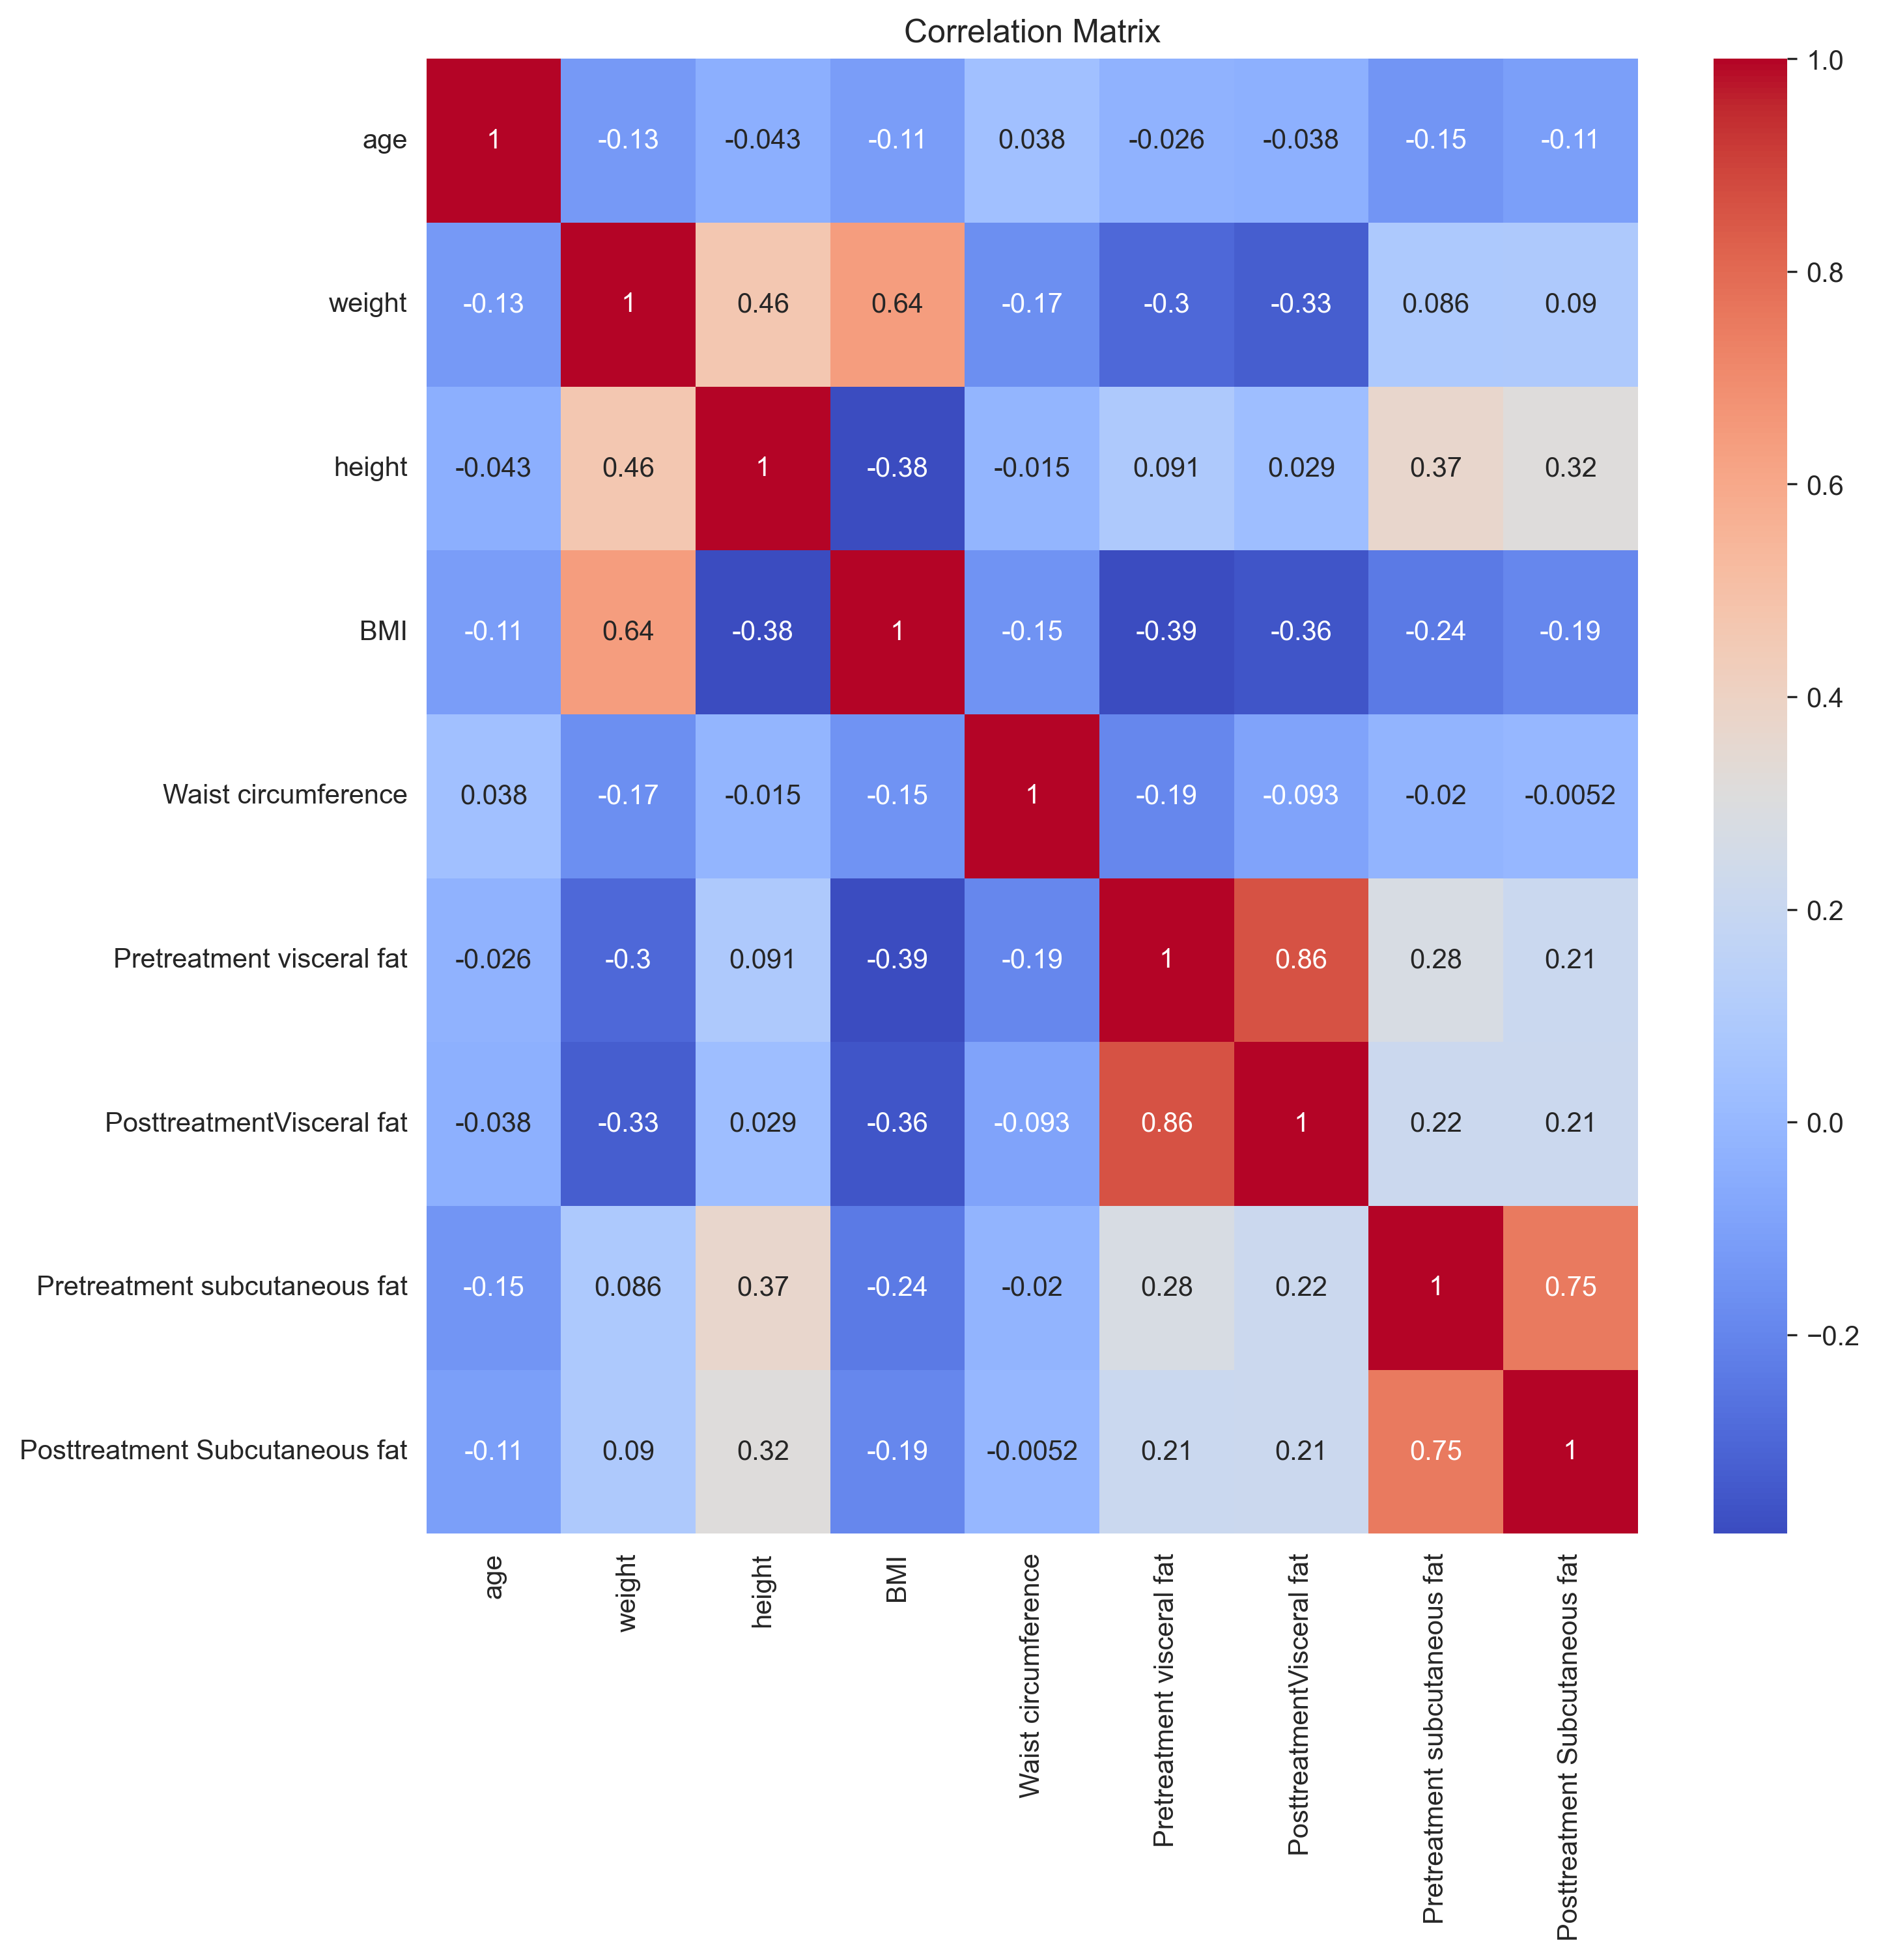 Correlation Matrix
age 1 -0.13 -0.043 -0.11 0.038 -0.026 -0.038 -0.15 -0.11
weight -0.13 1 0.46 0.64 -0.17 -0.3 -0.33 0.086 0.09
height -0.043 0.46 1 -0.38 -0.015 0.091 0.029 0.37 0.32
BMI -0.11 0.64 -0.38 1 -0.15 -0.39 -0.36 -0.24 -0.19
Waist circumference 0.038 -0.17 -0.015 -0.15 1 -0.19 -0.093 -0.02 -0.0052
Pretreatment visceral fat -0.026 -0.3 0.091 -0.39 -0.19 1 0.86 0.28 0.21
PosttreatmentVisceral fat -0.038 -0.33 0.029 -0.36 -0.093 0.86 1 0.22 0.21
Pretreatment subcutaneous fat -0.15 0.086 0.37 -0.24 -0.02 0.28 0.22 1 0.75
Posttreatment Subcutaneous fat -0.11 0.09 0.32 -0.19 -0.0052 0.21 0.21 0.75 1
age
weight
height
BMI
Waist circumference
Pretreatment visceral fat
PosttreatmentVisceral fat
Pretreatment subcutaneous fat
Posttreatment Subcutaneous fat
1.0
0.8
0.6
0.4
0.2
0.0
−0.2